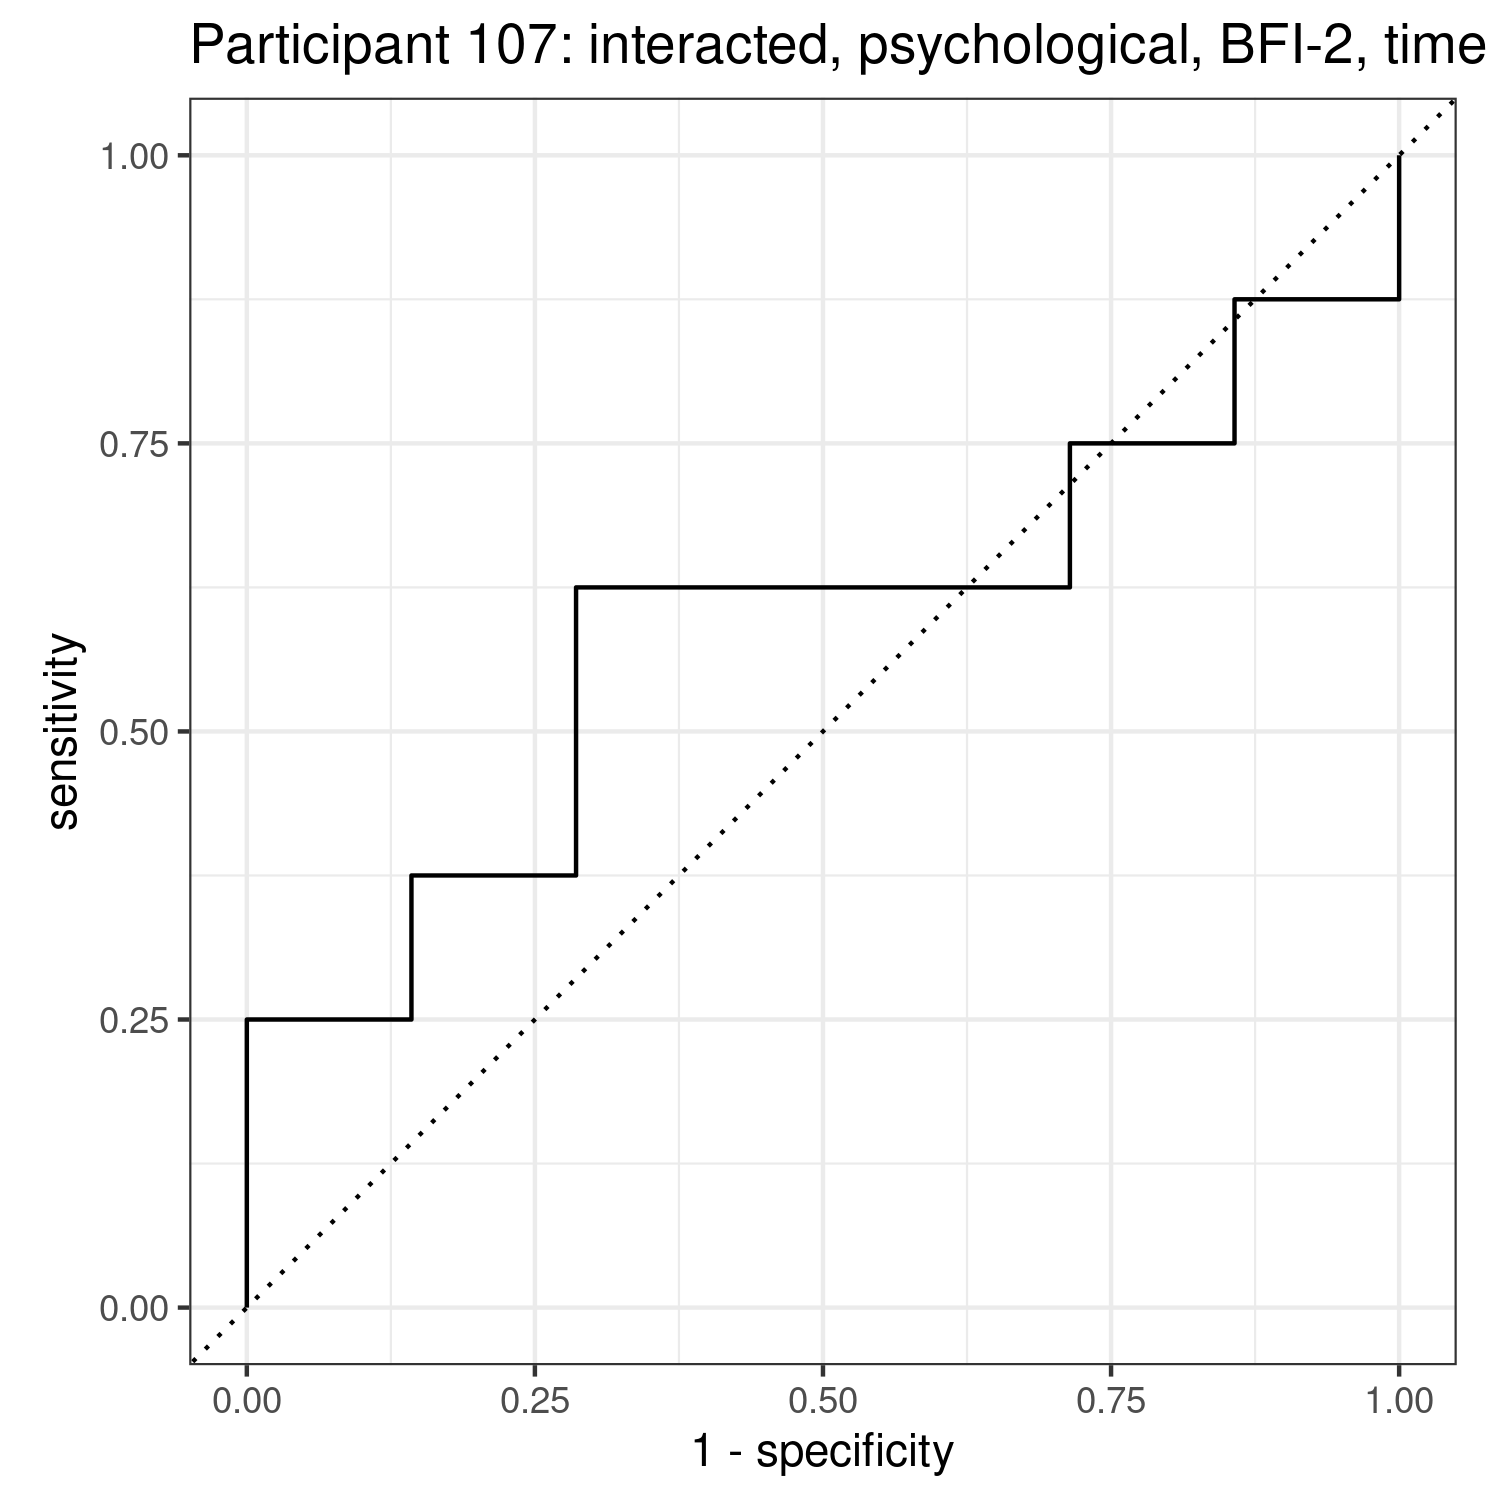 Participant 107: interacted, psychological, BFI-2, time
1.00
0.75
0.50
0.25
0.00
sensitivity
0.00 0.25 0.50 0.75 1.00
1 - specificity